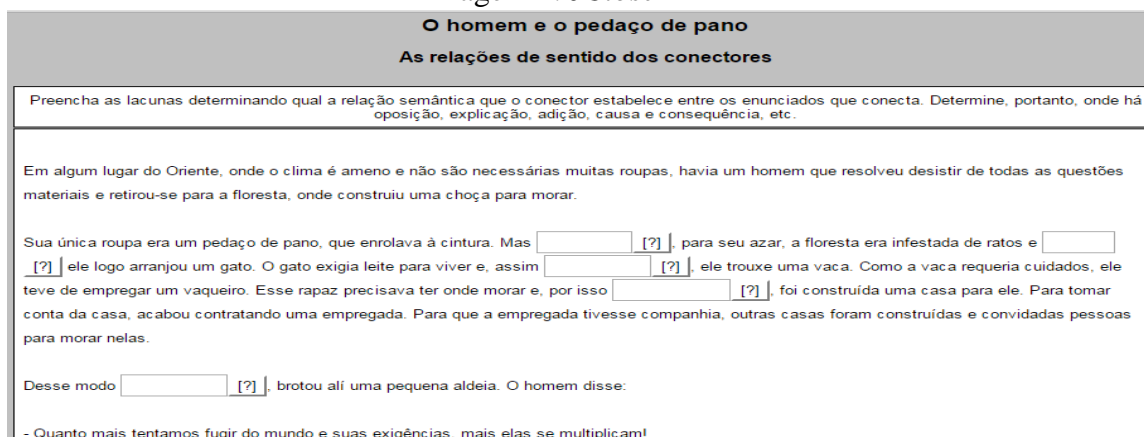 O homem e o pedaço de pano
As relações de sentido dos conectores
Preencha as lacunas determinando qual a relação semântica que o conector estabelece entre os enunciados que conecta. Determine, portanto, onde há
oposição, explicação, adição, causa e consequência, etc.
Em algum lugar do Oriente, onde o clima é ameno e não são necessárias muitas roupas, havia um homem que resolveu desistir de todas as questões
materiais e retirou-se para a floresta, onde construiu uma choça para morar.
Sua única roupa era um pedaço de pano, que enrolava à cintura. Mas [?] , para seu azar, a floresta era infestada de ratos e
[?] ele logo arranjou um gato. O gato exigia leite para viver e, assim [?] , ele trouxe uma vaca. Como a vaca requeria cuidados, ele
teve de empregar um vaqueiro. Esse rapaz precisava ter onde morar e, por isso [?] , foi construída uma casa para ele. Para tomar
conta da casa, acabou contratando uma empregada. Para que a empregada tivesse companhia, outras casas foram construídas e convidadas pessoas
para morar nelas.
Desse modo [?] , brotou alí uma pequena aldeia. O homem disse:
- Quanto mais tentamos fugir do mundo e suas exigências, mais elas se multiplicam!